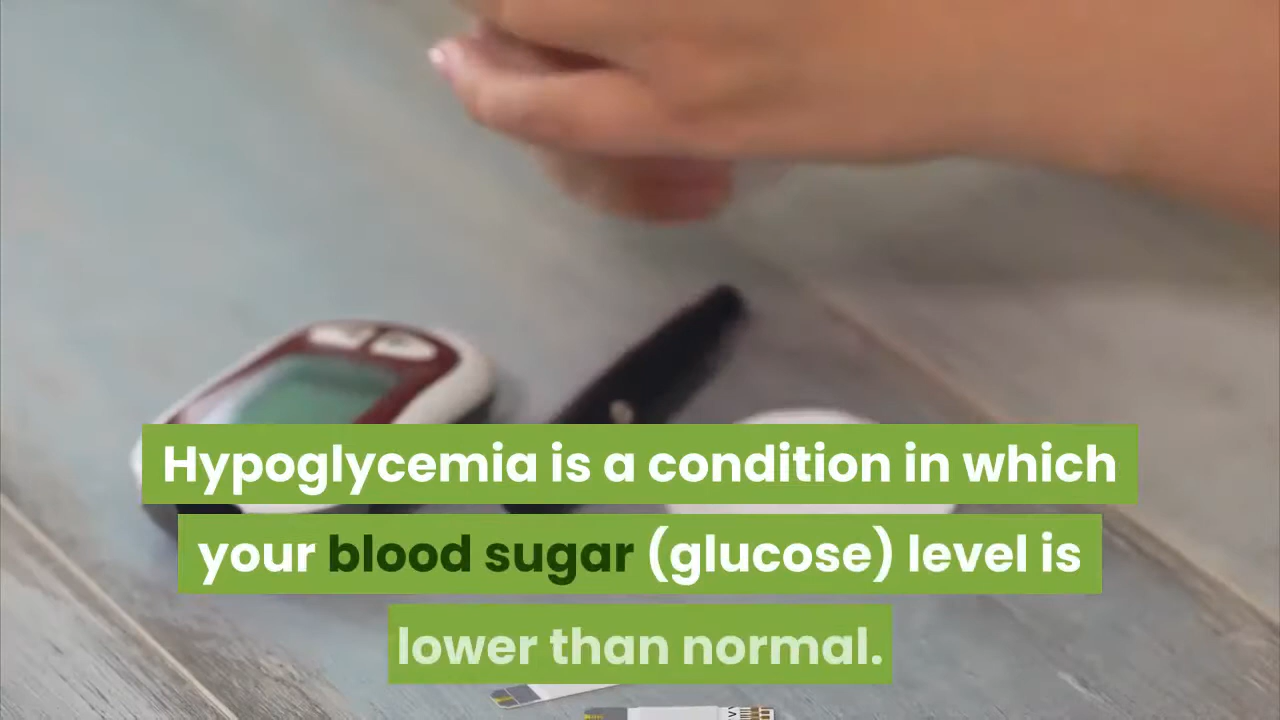 Hypoglycemia is a condition in which
your blood sugar (glucose) level is
lower than normal.